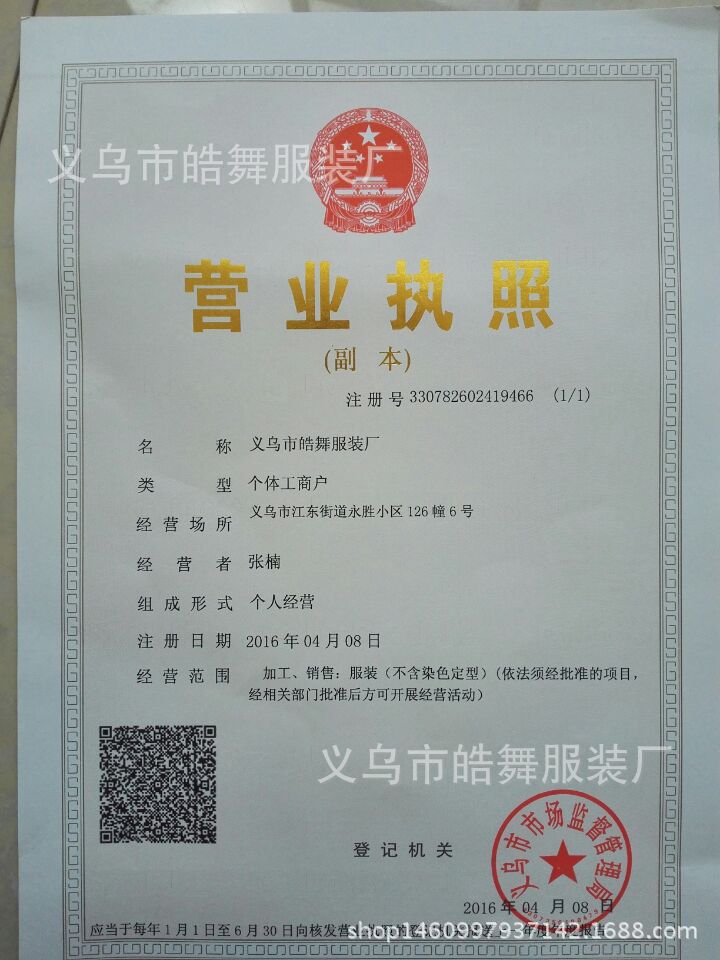 义乌市皓舞服装厂
营业执照
(副 本)
注册号 330782602419466 (1/1)
名称 义乌市皓舞服装厂
类型 个体工商户
经营场所 义乌市江东街道永胜小区126幢6号
经营者 张楠
组成形式 个人经营
注册日期 2016年04月08日
经营范围 加工、销售：服装（不含染色定型）(依法须经批准的项目，
经相关部门批准后方可开展经营活动）
义乌市皓舞服装厂
义乌市市场监督管理局
登记机关
2016年04月08日
应当于每年1月1日至6月30日向核发营
年度
报告